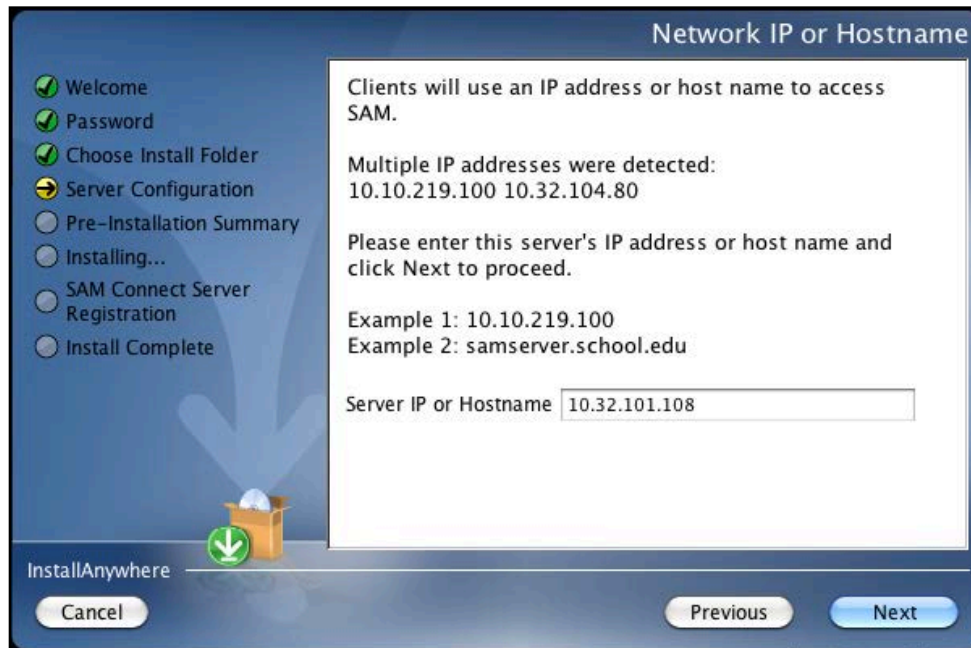 Network IP or Hostname
Welcome
Password
Choose Install Folder
Server Configuration
Pre-Installation Summary
Installing...
SAM Connect Server
Registration
Install Complete
Clients will use an IP address or host name to access
SAM.
Multiple IP addresses were detected:
10.10.219.100 10.32.104.80
Please enter this server's IP address or host name and
click Next to proceed.
Example 1: 10.10.219.100
Example 2: samserver.school.edu
Server IP or Hostname 10.32.101.108
InstallAnywhere
Cancel
Previous
Next